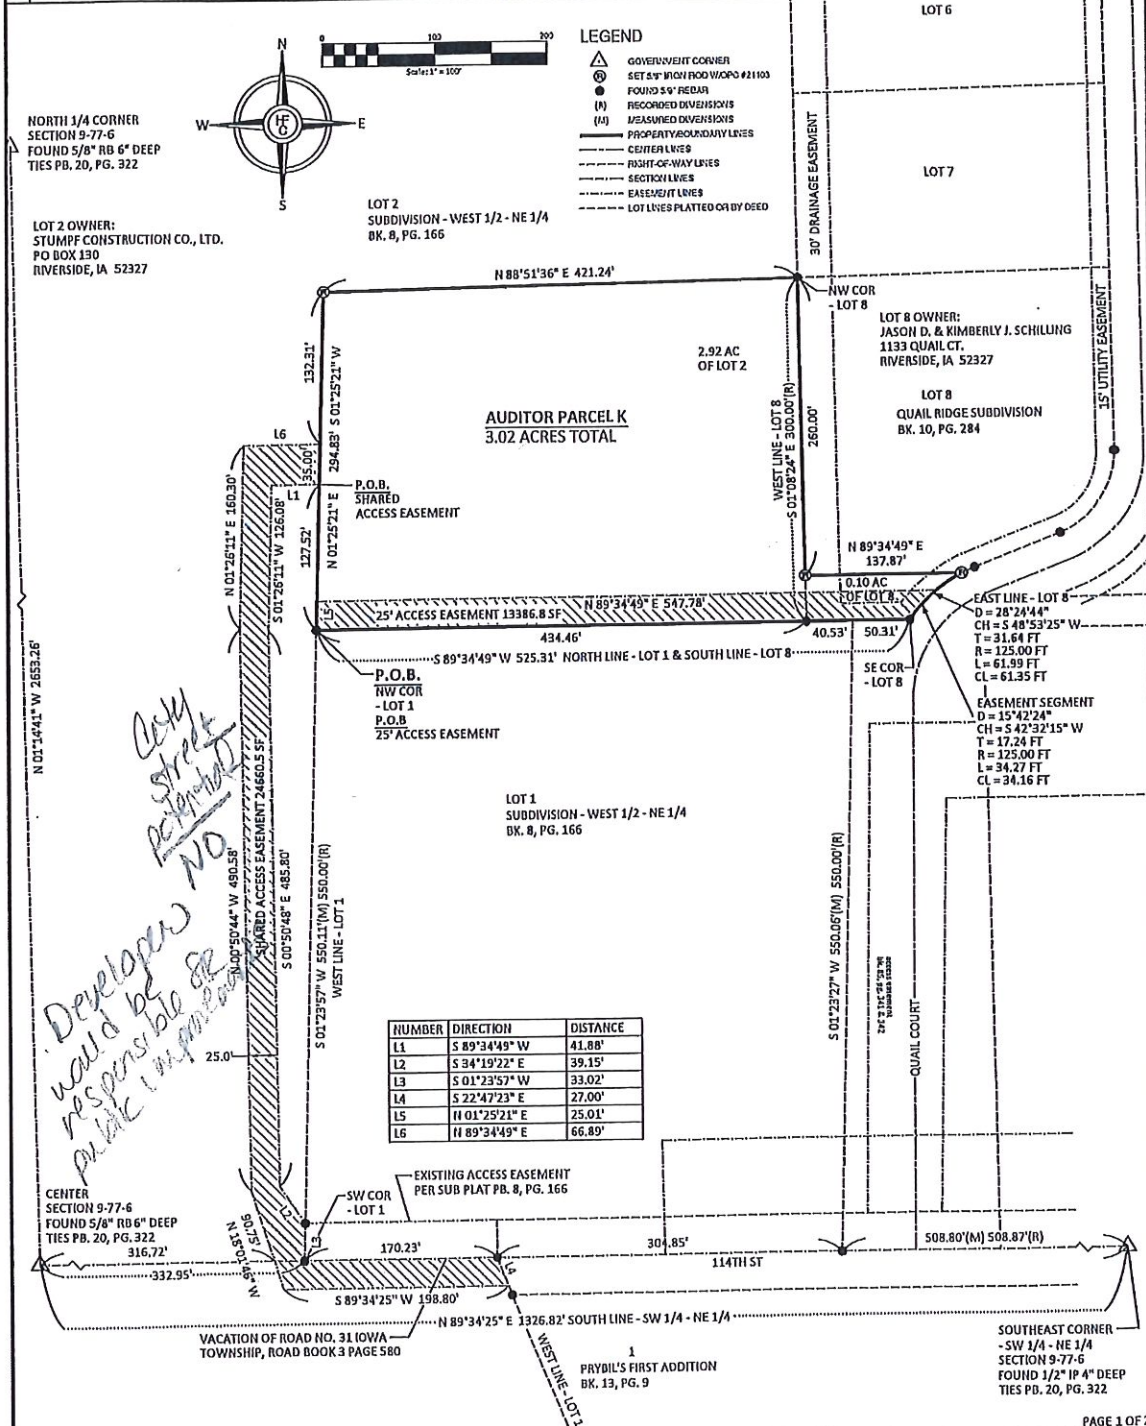 LOT 6
0 100 200
Scale: 1" = 100'
LEGEND
GOVERNMENT CORNER
SET 5/8" IRON ROD W/OPC #21103
FOUND 5/8" REBAR
(R) RECORDED DIMENSIONS
(M) MEASURED DIMENSIONS
PROPERTY/BOUNDARY LINES
CENTER LINES
RIGHT-OF-WAY LINES
SECTION LINES
EASEMENT LINES
LOT LINES PLATTED OR BY DEED
N
W E
S
NORTH 1/4 CORNER
SECTION 9-77-6
FOUND 5/8" RB 6" DEEP
TIES PB. 20, PG. 322
LOT 2 OWNER:
STUMPF CONSTRUCTION CO., LTD.
PO BOX 130
RIVERSIDE, IA 52327
LOT 2
SUBDIVISION - WEST 1/2 - NE 1/4
BK. 8, PG. 166
30' DRAINAGE EASEMENT
LOT 7
N 88°51'36" E 421.24'
NW COR
- LOT 8
LOT 8 OWNER:
JASON D. & KIMBERLY J. SCHILLING
1133 QUAIL CT.
RIVERSIDE, IA 52327
15' UTILITY EASEMENT
LOT 8
QUAIL RIDGE SUBDIVISION
BK. 10, PG. 284
2.92 AC
OF LOT 2
AUDITOR PARCEL K
3.02 ACRES TOTAL
132.31'
294.83' S 01°25'21" W
35.00'
N 01°25'21" E
127.52'
WEST LINE - LOT 8
S 01°08'24" E 300.00'(R)
260.00'
L6
L1
P.O.B.
SHARED
ACCESS EASEMENT
N 01°26'11" E 160.30'
S 01°26'11" W 126.08'
N 89°34'49" E
137.87'
0.10 AC
OF LOT 8
L5
25' ACCESS EASEMENT 13386.8 SF
N 89°34'49" E 547.78'
434.46'
40.53'
50.31'
S 89°34'49" W 525.31' NORTH LINE - LOT 1 & SOUTH LINE - LOT 8
EAST LINE - LOT 8
D = 28°24'44"
CH = S 48°53'25" W
T = 31.64 FT
R = 125.00 FT
L = 61.99 FT
CL = 61.35 FT
SE COR
- LOT 8
EASEMENT SEGMENT
D = 15°42'24"
CH = S 42°32'15" W
T = 17.24 FT
R = 125.00 FT
L = 34.27 FT
CL = 34.16 FT
P.O.B.
NW COR
- LOT 1
P.O.B
25' ACCESS EASEMENT
N 01°14'41" W 2653.26'
City
street
potential
NO
Developer
would be
responsible
public
N 00°50'44" W 490.58'
SHARED ACCESS EASEMENT 24660.5 SF
S 00°50'48" E 485.80'
S 01°23'57" W 550.11'(M) 550.00'(R)
WEST LINE - LOT 1
LOT 1
SUBDIVISION - WEST 1/2 - NE 1/4
BK. 8, PG. 166
S 01°23'27" W 550.06'(M) 550.00'(R)
QUAIL COURT
25.0'
NUMBER DIRECTION DISTANCE
L1 S 89°34'49" W 41.88'
L2 S 34°19'22" E 39.15'
L3 S 01°23'57" W 33.02'
L4 S 22°47'23" E 27.00'
L5 N 01°25'21" E 25.01'
L6 N 89°34'49" E 66.89'
EXISTING ACCESS EASEMENT
PER SUB PLAT PB. 8, PG. 166
SW COR
- LOT 1
L2
L3
CENTER
SECTION 9-77-6
FOUND 5/8" RB 6" DEEP
TIES PB. 20, PG. 322
316.72'
332.95'
90.75'
N 18°01'46" W
170.23'
L4
304.85'
114TH ST
508.80'(M) 508.87'(R)
S 89°34'25" W 198.80'
N 89°34'25" E 1326.82' SOUTH LINE - SW 1/4 - NE 1/4
VACATION OF ROAD NO. 31 IOWA
TOWNSHIP, ROAD BOOK 3 PAGE 580
WEST LINE - LOT 1
1
PRYBIL'S FIRST ADDITION
BK. 13, PG. 9
SOUTHEAST CORNER
- SW 1/4 - NE 1/4
SECTION 9-77-6
FOUND 1/2" IP 4" DEEP
TIES PB. 20, PG. 322
PAGE 1 OF